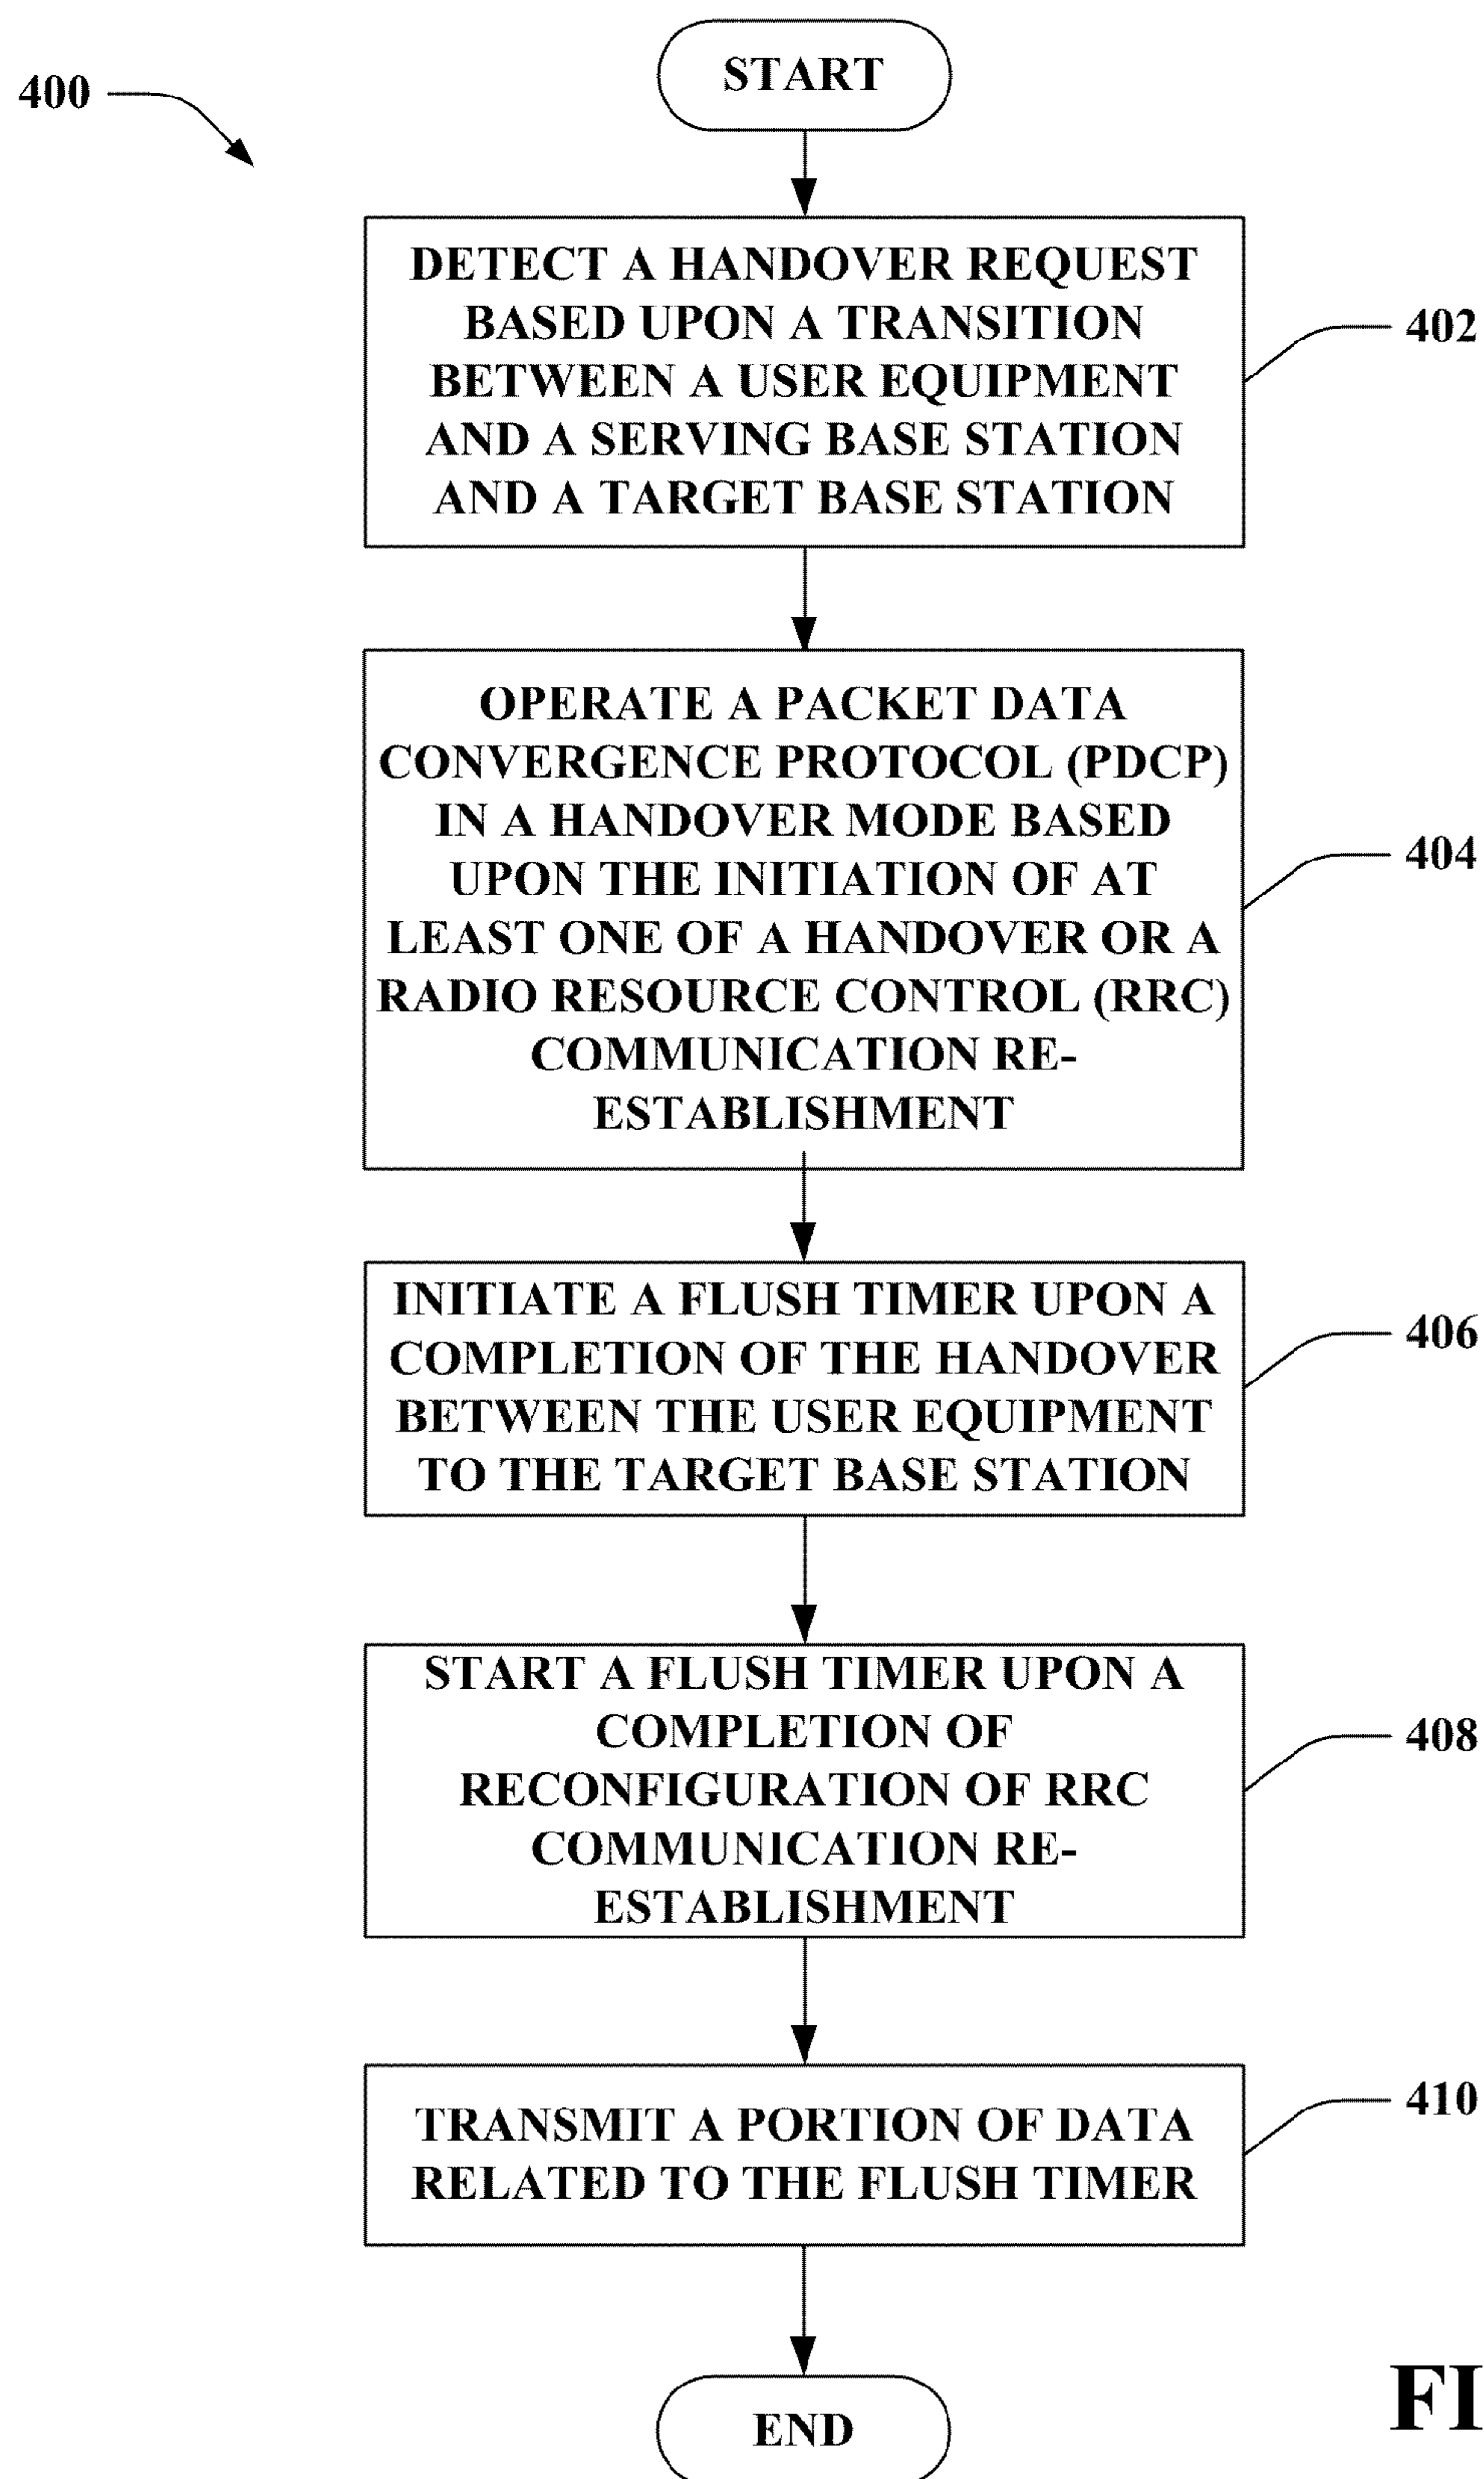 START
400
DETECT A HANDOVER REQUEST
BASED UPON A TRANSITION
BETWEEN A USER EQUIPMENT
AND A SERVING BASE STATION
AND A TARGET BASE STATION
402
OPERATE A PACKET DATA
CONVERGENCE PROTOCOL (PDCP)
IN A HANDOVER MODE BASED
UPON THE INITIATION OF AT
LEAST ONE OF A HANDOVER OR A
RADIO RESOURCE CONTROL (RRC)
COMMUNICATION RE-
ESTABLISHMENT
404
INITIATE A FLUSH TIMER UPON A
COMPLETION OF THE HANDOVER
BETWEEN THE USER EQUIPMENT
TO THE TARGET BASE STATION
406
START A FLUSH TIMER UPON A
COMPLETION OF
RECONFIGURATION OF RRC
COMMUNICATION RE-
ESTABLISHMENT
408
TRANSMIT A PORTION OF DATA
RELATED TO THE FLUSH TIMER
410
END
FI